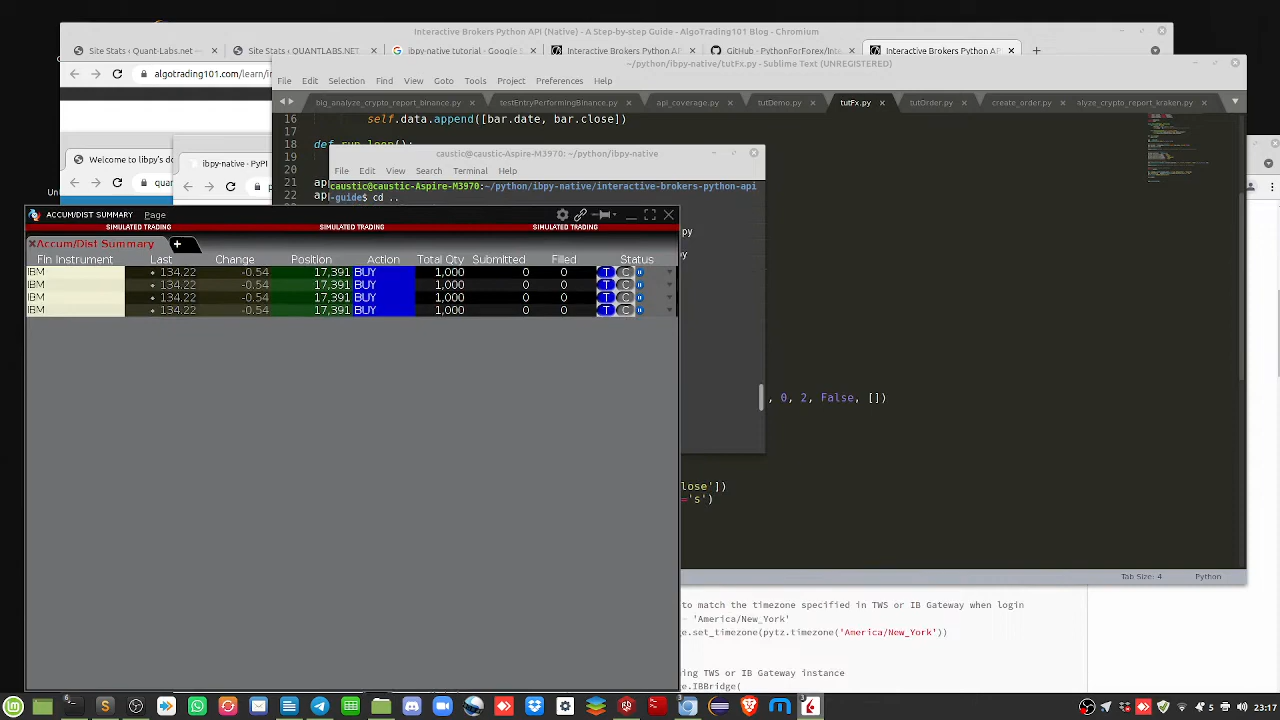 Interactive Brokers Python API (Native) - A Step-by-step Guide - AlgoTrading101 Blog - Chromium
Site Stats ‹ Quant-Labs.net —
Site Stats ‹ QUANTLABS.NET
ibpy-native tutorial - Google S
Interactive Brokers Python API
GitHub - PythonForForex/Inte
Interactive Brokers Python API
algotrading101.com/learn/in
~/python/ibpy-native/tutFx.py - Sublime Text (UNREGISTERED)
File Edit Selection Find View Goto Tools Project Preferences Help
big_analyze_crypto_report_binance.py
testEntryPerformingBinance.py
api_coverage.py
tutDemo.py
tutFx.py
tutOrder.py
create_order.py
alyze_crypto_report_kraken.py
16 self.data.append([bar.date, bar.close])
17
18 def run_loop():
19
20
21 ap
22 ap
Welcome to libpy's do
ibpy-native · PyPI
caustic@caustic-Aspire-M3970: ~/python/ibpy-native
File Edit View Search Terminal Help
caustic@caustic-Aspire-M3970:~/python/ibpy-native/interactive-brokers-python-api
-guide$ cd ..
py
y
ACCUM/DIST SUMMARY Page
SIMULATED TRADING SIMULATED TRADING SIMULATED TRADING
Accum/Dist Summary +
Fin Instrument Last Change Position Action Total Qty Submitted Filled Status
IBM 134.22 -0.54 17,391 BUY 1,000 0 0 T C
IBM 134.22 -0.54 17,391 BUY 1,000 0 0 T C
IBM 134.22 -0.54 17,391 BUY 1,000 0 0 T C
IBM 134.22 -0.54 17,391 BUY 1,000 0 0 T C
, 0, 2, False, [])
lose'])
='s')
Tab Size: 4 Python
to match the timezone specified in TWS or IB Gateway when login
= 'America/New_York'
ge.set_timezone(pytz.timezone('America/New_York'))
ing TWS or IB Gateway instance
e.IBBridge(
5 23:17